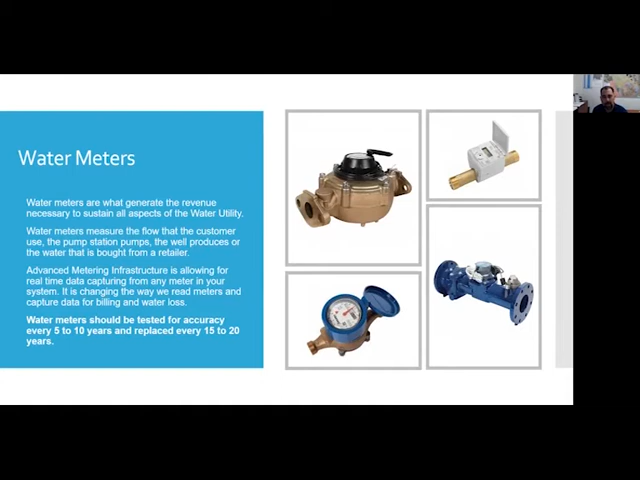 Water Meters
Water meters are what generate the revenue
necessary to sustain all aspects of the Water Utility.
Water meters measure the flow that the customer
use, the pump station pumps, the well produces or
the water that is bought from a retailer.
Advanced Metering Infrastructure is allowing for
real time data capturing from any meter in your
system. It is changing the way we read meters and
capture data for billing and water loss.
Water meters should be tested for accuracy
every 5 to 10 years and replaced every 15 to 20
years.